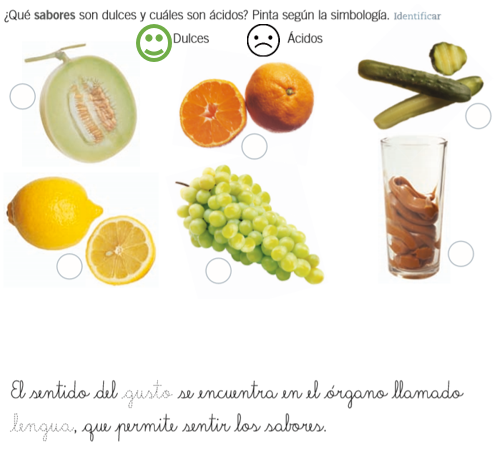 ¿Qué sabores son dulces y cuáles son ácidos? Pinta según la simbología. Identificar
Dulces Ácidos
El sentido del gusto se encuentra en el órgano llamado
lengua, que permite sentir los sabores.